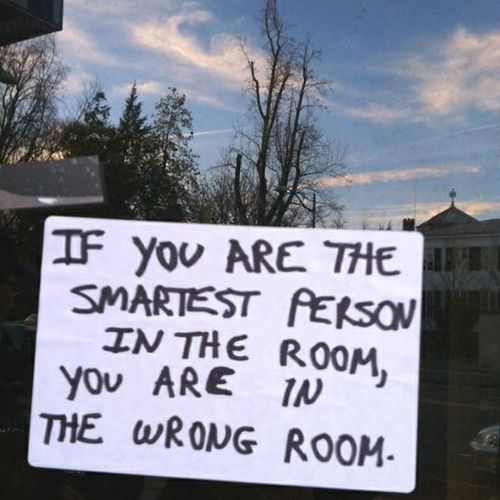 IF YOU ARE THE
SMARTEST PERSON
IN THE ROOM,
YOU ARE IN
THE WRONG ROOM.